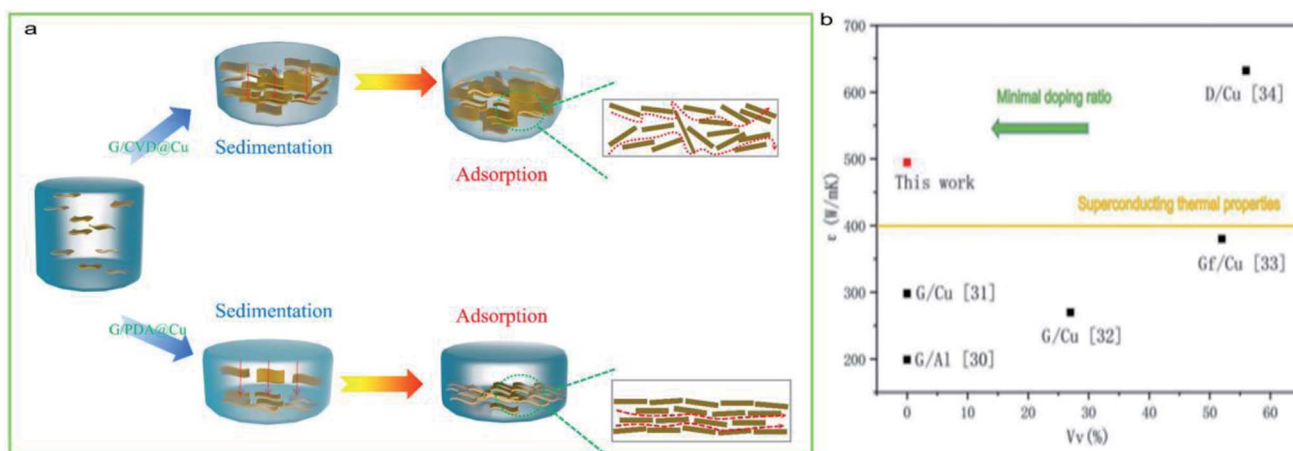 a
G/CVD@Cu
Sedimentation
Adsorption
G/PDA@Cu
Sedimentation
Adsorption
b
ε (W/mK)
700
600
500
400
300
200
D/Cu [34]
Minimal doping ratio
This work
Superconducting thermal properties
Gf/Cu [33]
G/Cu [31]
G/Cu [32]
G/Al [30]
0 10 20 30 40 50 60
Vv(%)